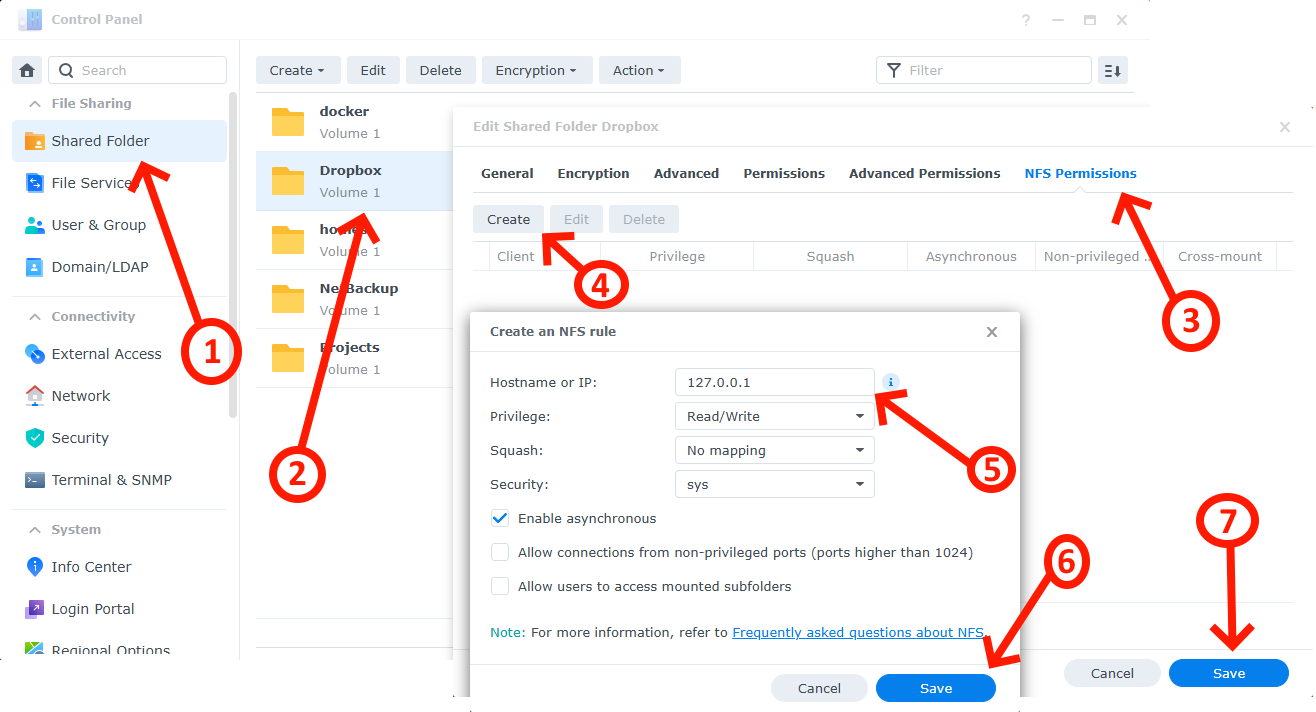 Control Panel
?
Search
File Sharing
Shared Folder
File Services
User & Group
Domain/LDAP
Connectivity
External Access
Network
Security
Terminal & SNMP
System
Info Center
Login Portal
Regional Options
1
Create
Edit
Delete
Encryption
Action
Filter
docker
Volume 1
Dropbox
Volume 1
homes
Volume 1
NetBackup
Volume 1
Projects
Volume 1
2
Edit Shared Folder Dropbox
General
Encryption
Advanced
Permissions
Advanced Permissions
NFS Permissions
Create
Edit
Delete
Client
Privilege
Squash
Asynchronous
Non-privileged ...
Cross-mount
4
3
Create an NFS rule
Hostname or IP:
127.0.0.1
i
Privilege:
Read/Write
Squash:
No mapping
Security:
sys
5
Enable asynchronous
Allow connections from non-privileged ports (ports higher than 1024)
Allow users to access mounted subfolders
Note: For more information, refer to Frequently asked questions about NFS.
6
7
Cancel
Save
Cancel
Save